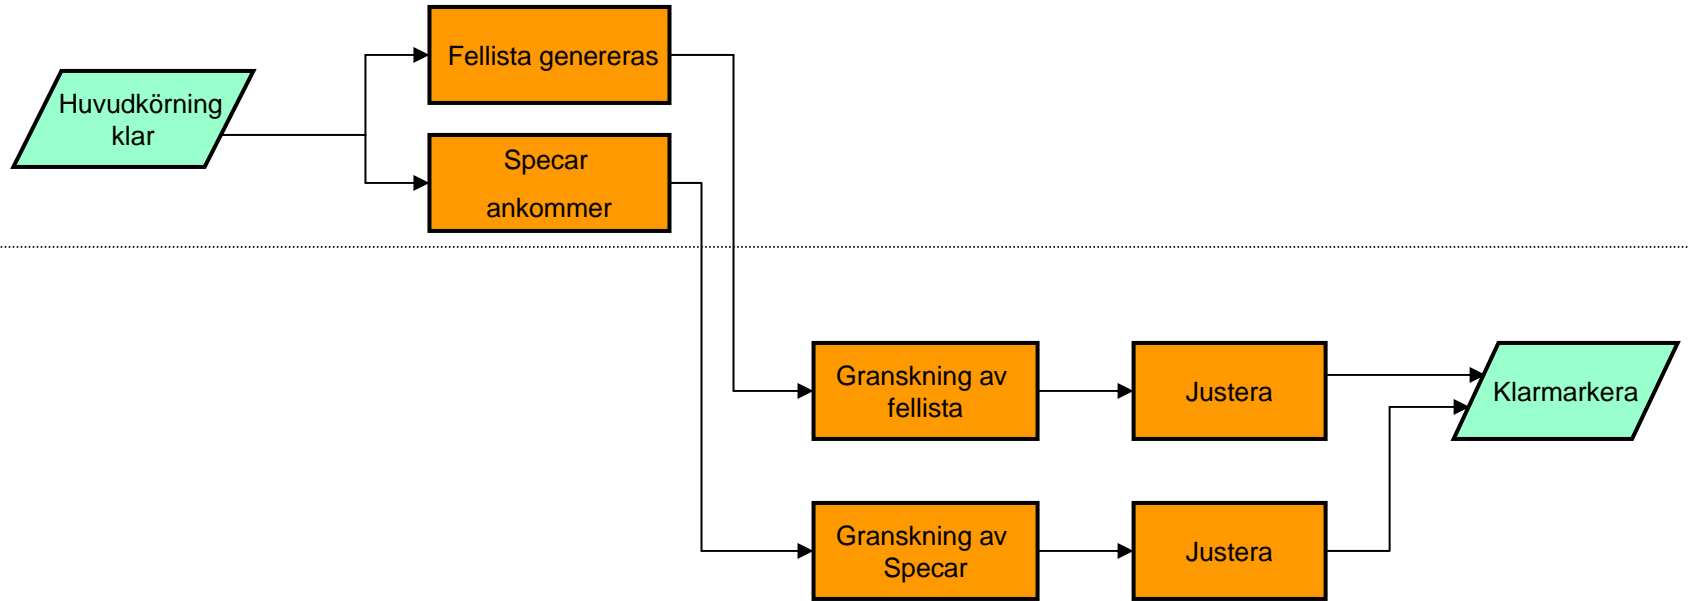 Huvudkörning
klar
Fellista genereras
Specar
ankommer
Granskning av
fellista
Justera
Klarmarkera
Granskning av
Specar
Justera